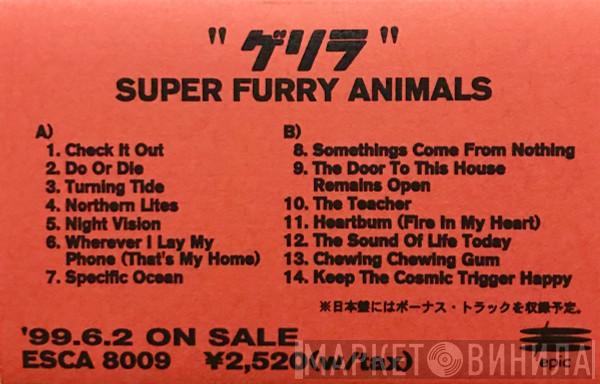 "ゲリラ"
SUPER FURRY ANIMALS
A)
1. Check It Out
2. Do Or Die
3. Turning Tide
4. Northern Lites
5. Night Vision
6. Wherever I Lay My
Phone (That's My Home)
7. Specific Ocean
B)
8. Somethings Come From Nothing
9. The Door To This House
Remains Open
10. The Teacher
11. Heartburn (Fire In My Heart)
12. The Sound Of Life Today
13. Chewing Chewing Gum
14. Keep The Cosmic Trigger Happy
※日本盤にはボーナス・トラックを収録予定。
'99.6.2 ON SALE
ESCA 8009 ¥2,520(w/tax)
epic
МАРКЕТ ВИНИЛА